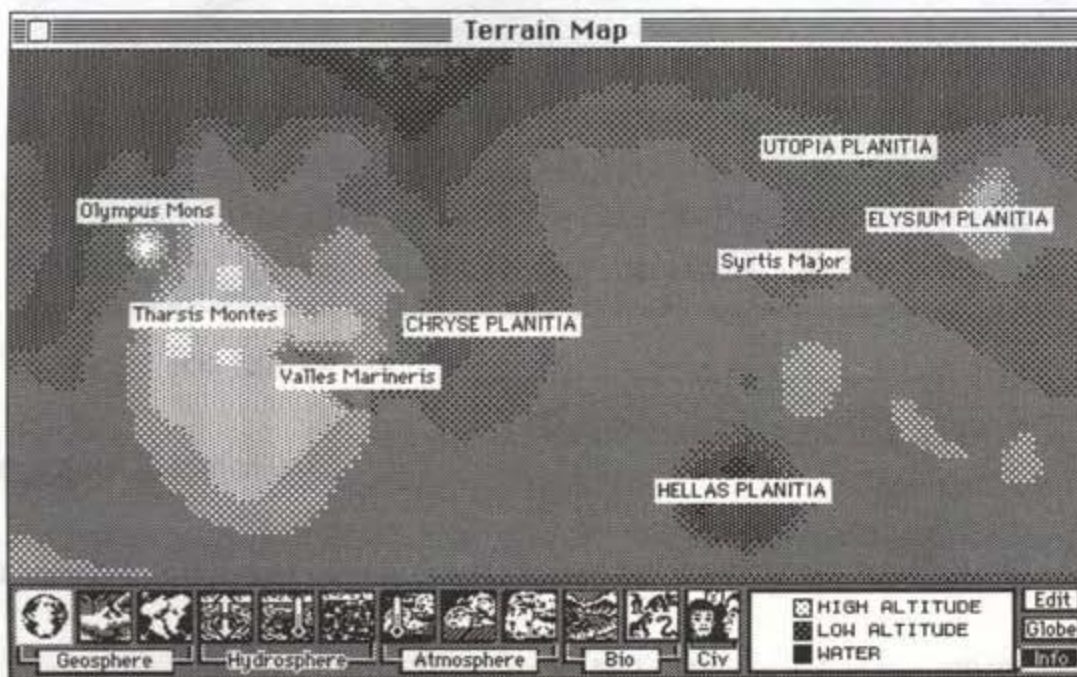 Terrain Map
UTOPIA PLANITIA
Olympus Mons
ELYSIUM PLANITIA
Syrtis Major
Tharsis Montes
CHRYSE PLANITIA
Valles Marineris
HELLAS PLANITIA
HIGH ALTITUDE
LOW ALTITUDE
WATER
Edit
Globe
Info
Geosphere
Hydrosphere
Atmosphere
Bio
Civ